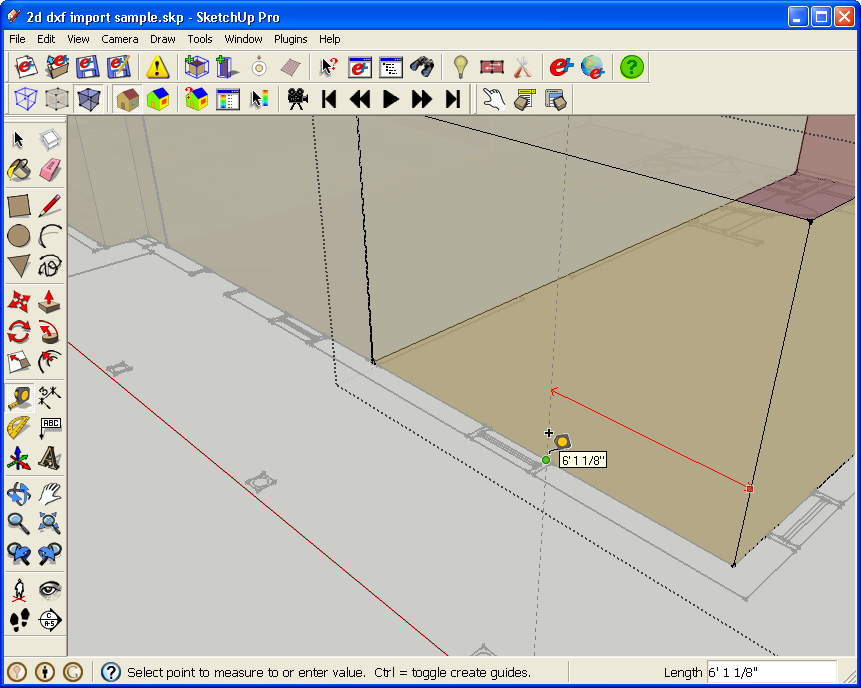 2d dxf import sample.skp - SketchUp Pro
File Edit View Camera Draw Tools Window Plugins Help
ABC
6' 1 1/8"
Select point to measure to or enter value. Ctrl = toggle create guides.
Length 6' 1 1/8"